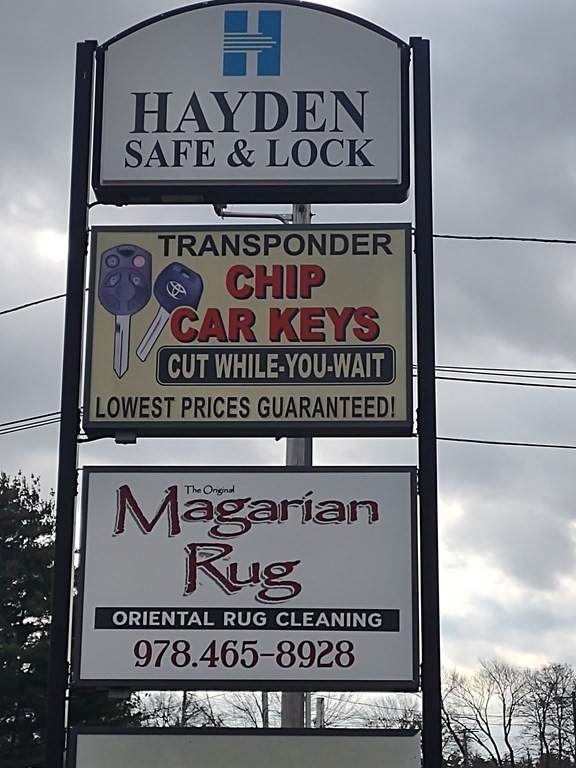 HAYDEN
SAFE & LOCK
TRANSPONDER
CHIP
CAR KEYS
CUT WHILE-YOU-WAIT
LOWEST PRICES GUARANTEED!
The Original
Magarian
Rug
ORIENTAL RUG CLEANING
978.465-8928